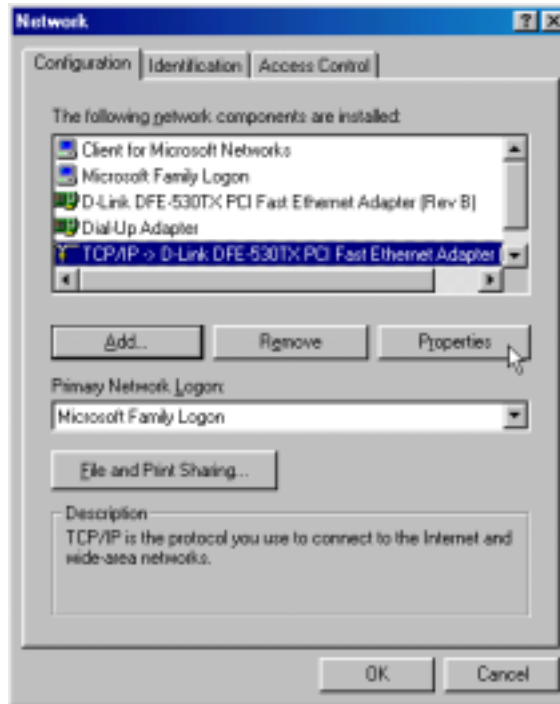 Network
Configuration Identification Access Control
The following network components are installed:
Client for Microsoft Networks
Microsoft Family Logon
D-Link DFE-530TX PCI Fast Ethernet Adapter (Rev B)
Dial-Up Adapter
TCP/IP -> D-Link DFE-530TX PCI Fast Ethernet Adapter (
Add... Remove Properties
Primary Network Logon:
Microsoft Family Logon
File and Print Sharing...
Description
TCP/IP is the protocol you use to connect to the Internet and
wide-area networks.
OK Cancel